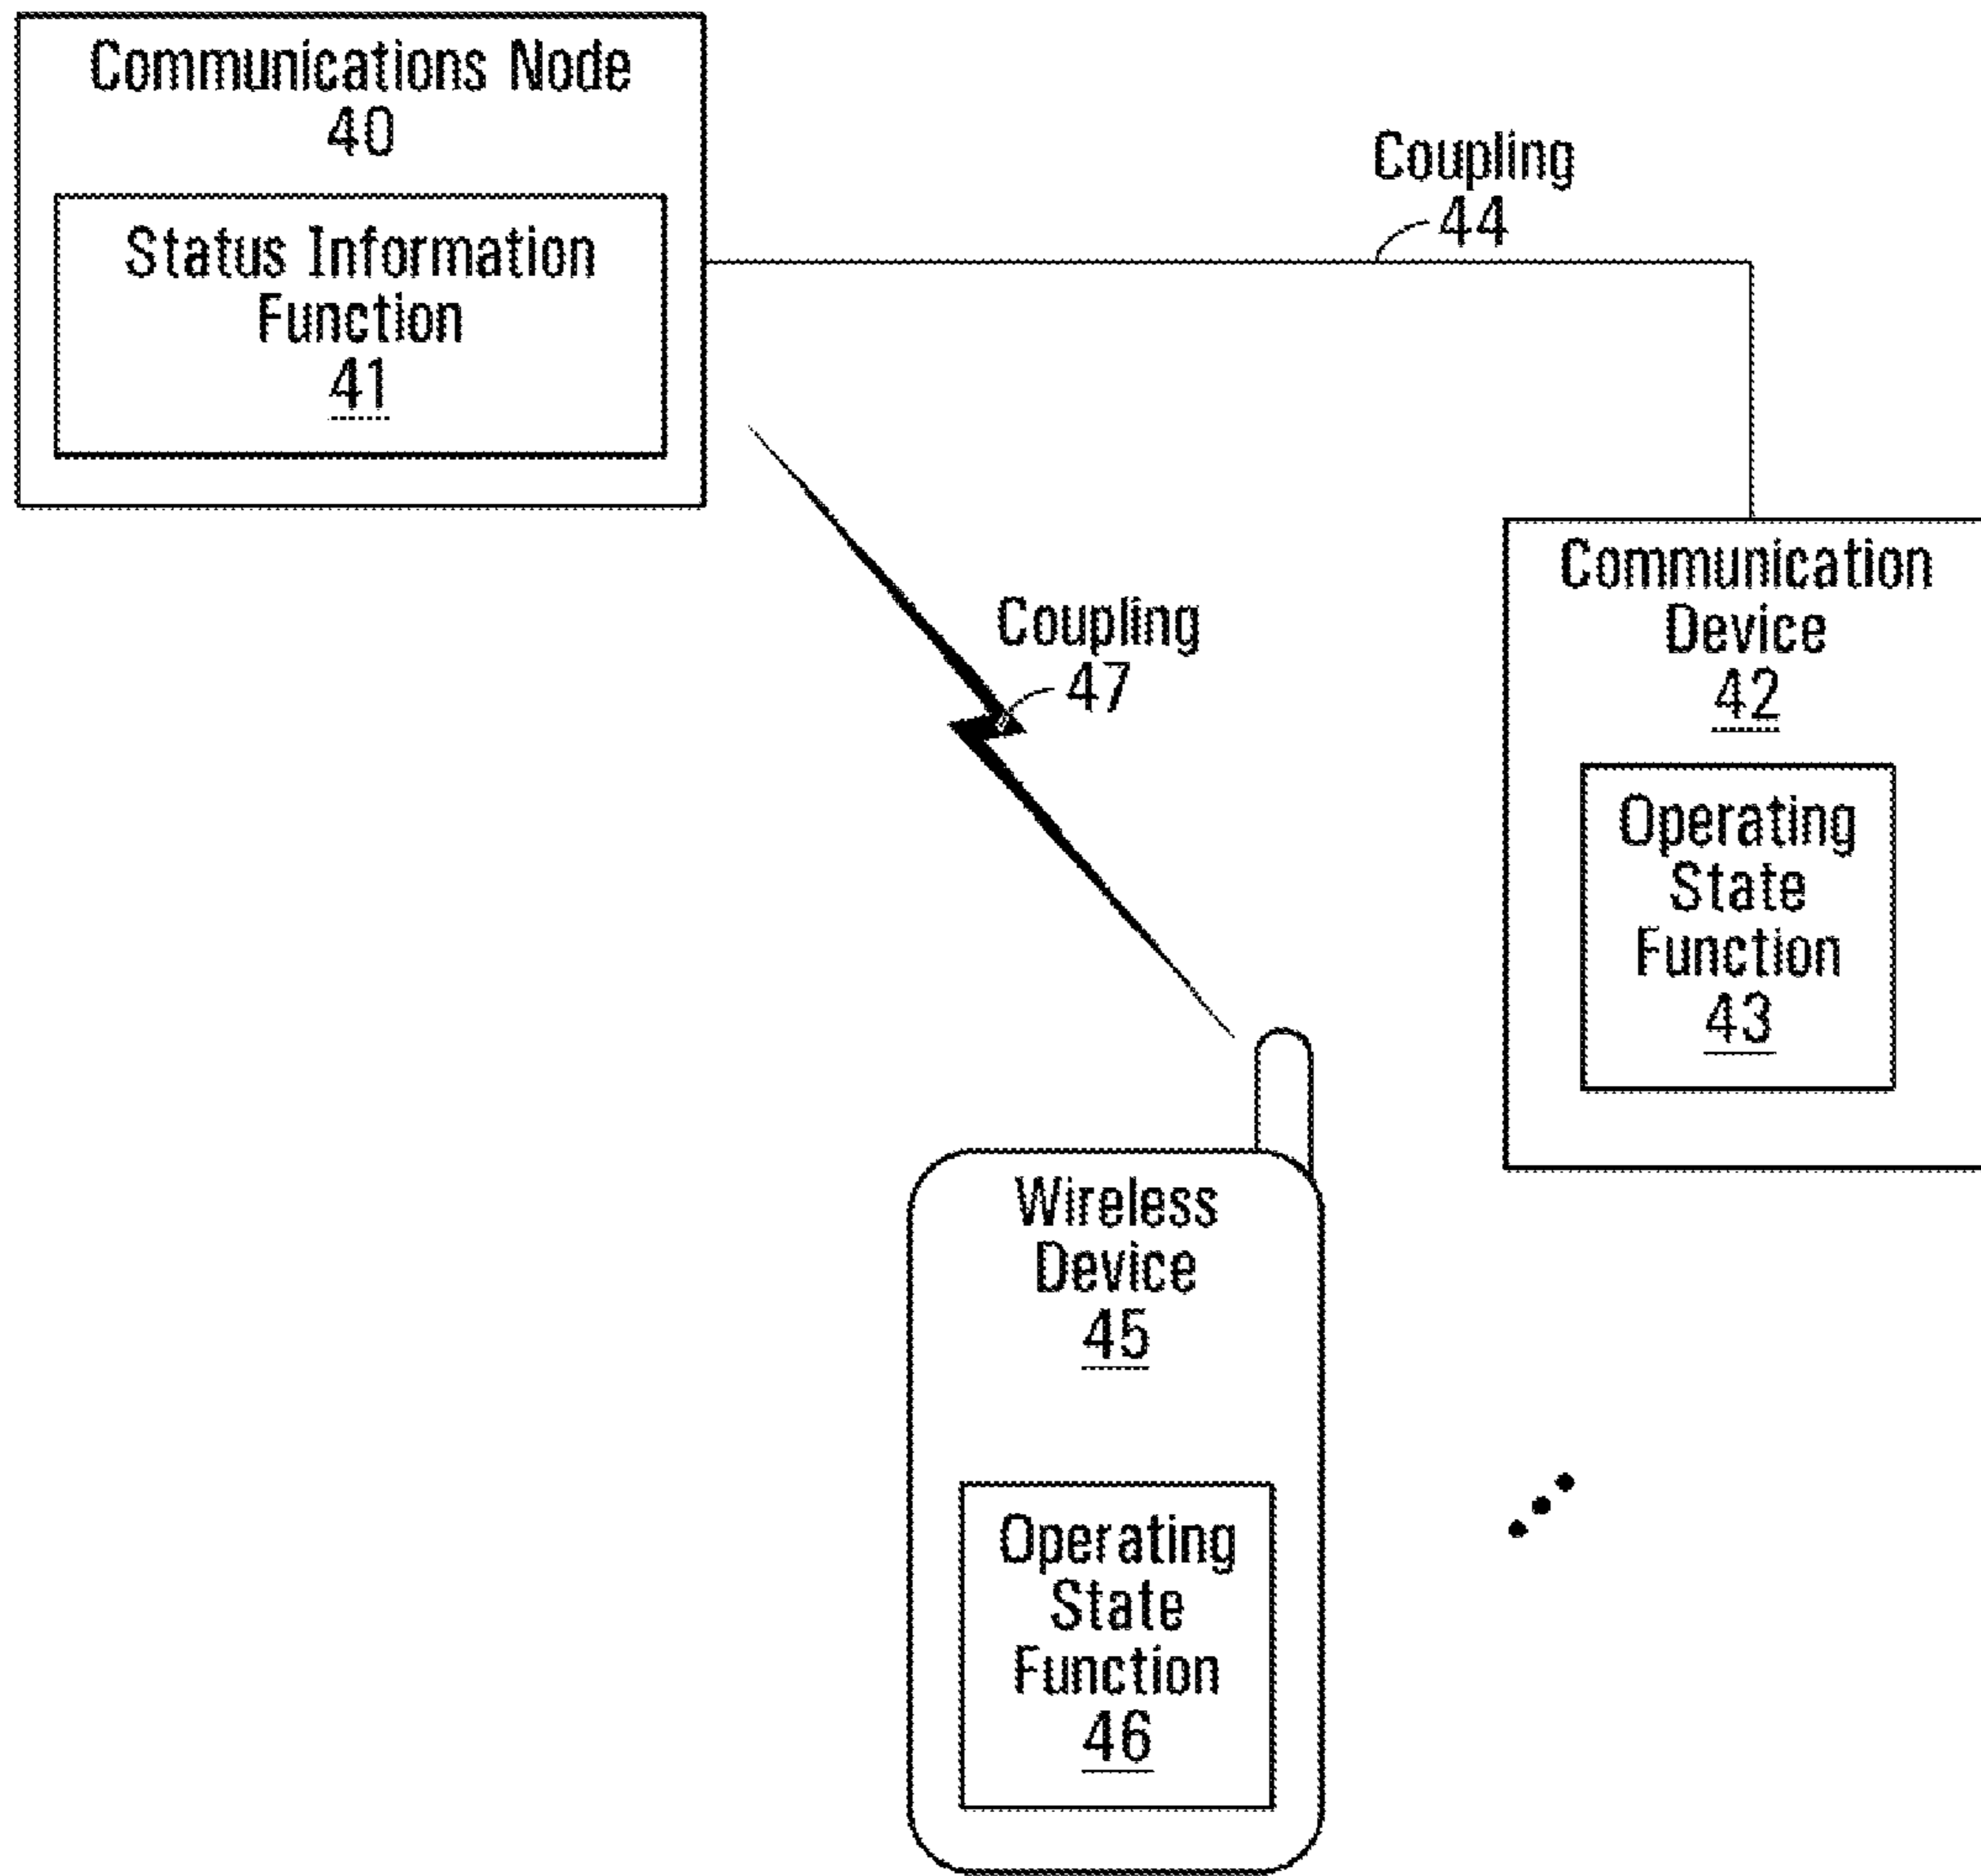 Communications Node
40
Status Information
Function
41
Coupling
44
Coupling
47
Communication
Device
42
Operating
State
Function
43
Wireless
Device
45
Operating
State
Function
46